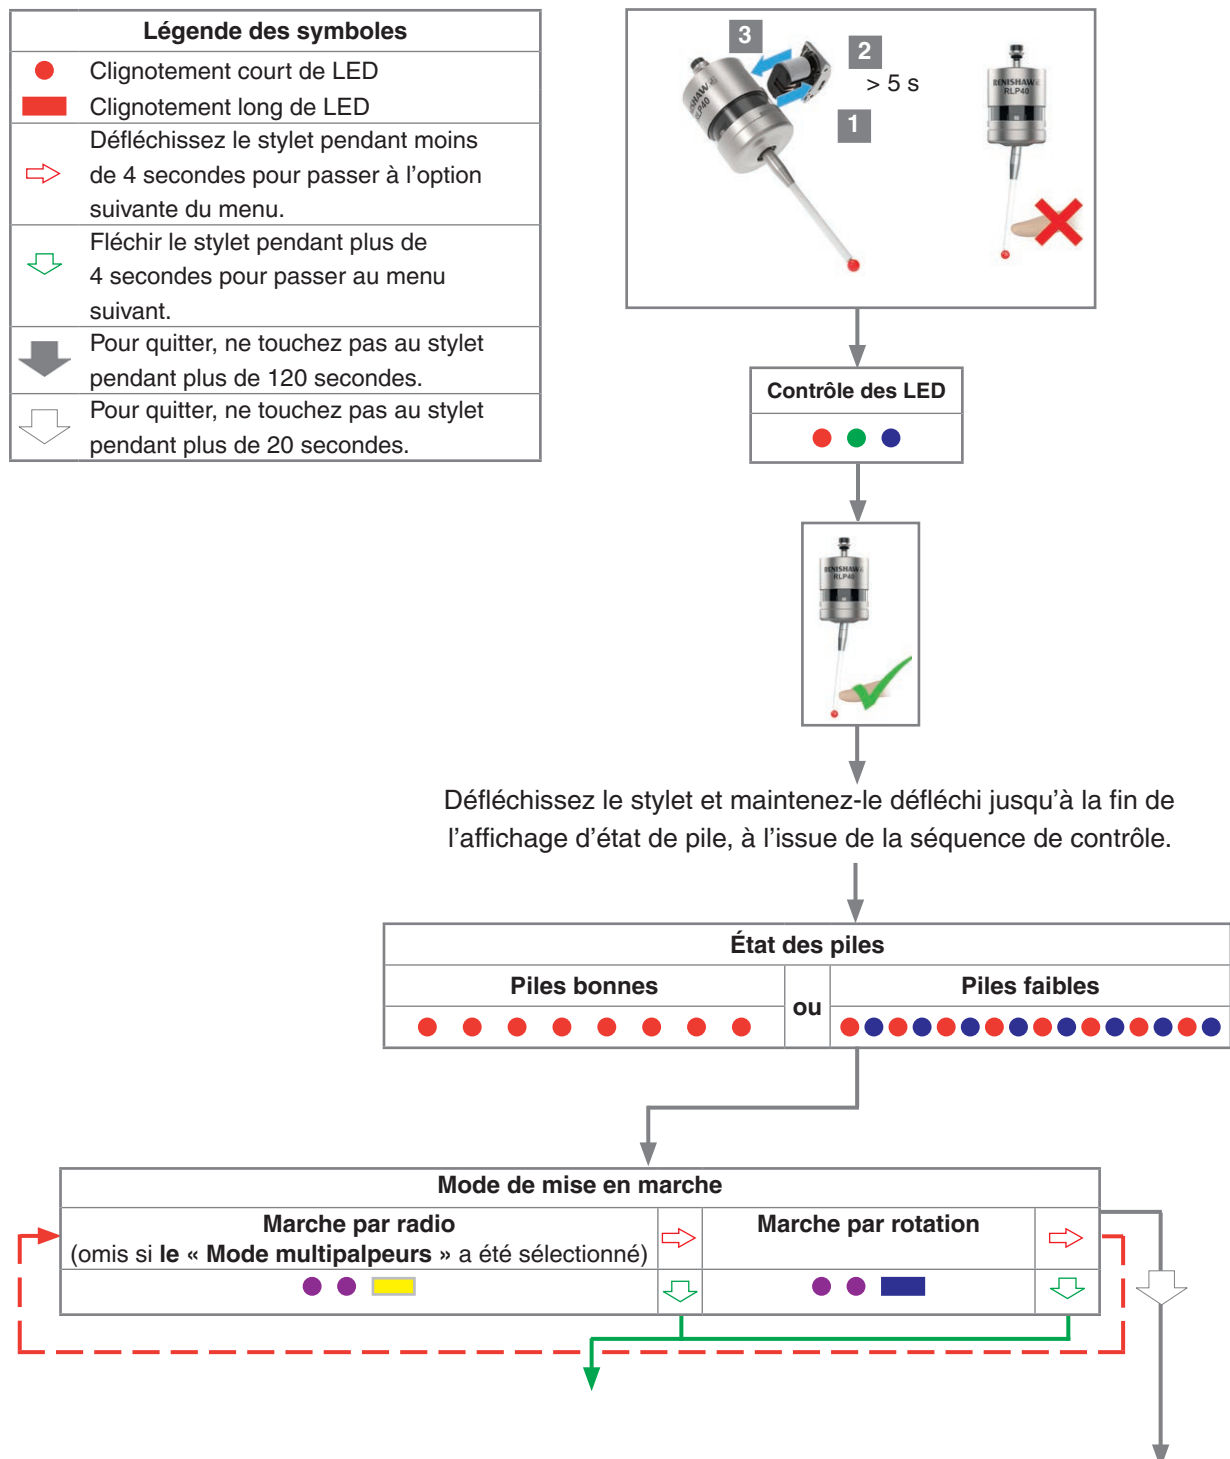 Légende des symboles
Clignotement court de LED
Clignotement long de LED
Défléchissez le stylet pendant moins
de 4 secondes pour passer à l'option
suivante du menu.
Fléchir le stylet pendant plus de
4 secondes pour passer au menu
suivant.
Pour quitter, ne touchez pas au stylet
pendant plus de 120 secondes.
Pour quitter, ne touchez pas au stylet
pendant plus de 20 secondes.
3
2
> 5 s
1
RENISHAW
RLP40
RENISHAW
RLP40
Contrôle des LED
RENISHAW
RLP40
Défléchissez le stylet et maintenez-le défléchi jusqu'à la fin de
l'affichage d'état de pile, à l'issue de la séquence de contrôle.
État des piles
Piles bonnes
ou
Piles faibles
Mode de mise en marche
Marche par radio
(omis si le « Mode multipalpeurs » a été sélectionné)
Marche par rotation